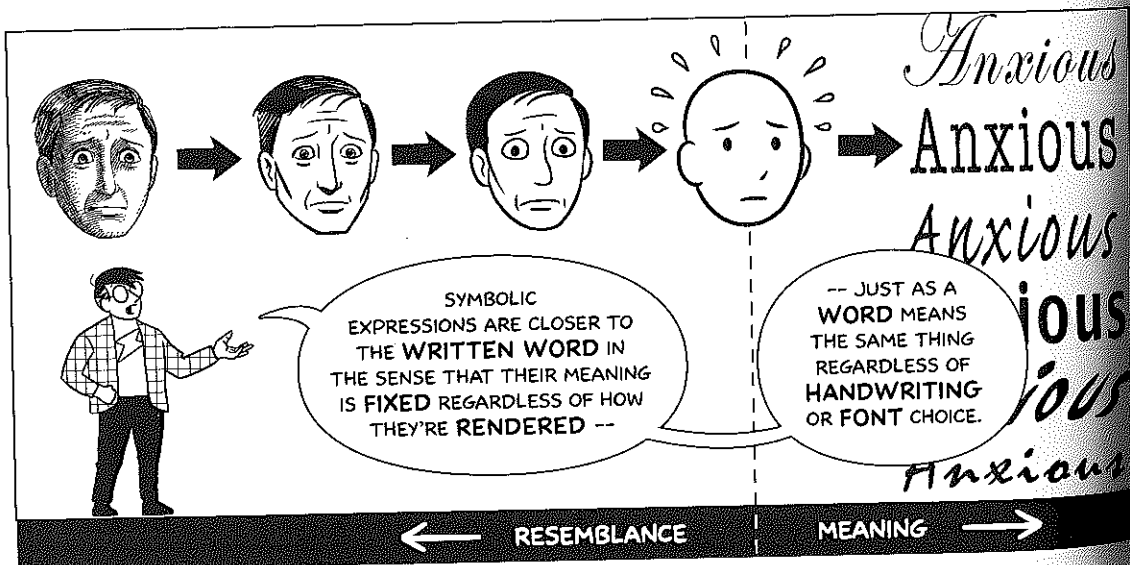 Anxious
Anxious
Anxious
ious
ious
Anxious
SYMBOLIC
EXPRESSIONS ARE CLOSER TO
THE WRITTEN WORD IN
THE SENSE THAT THEIR MEANING
IS FIXED REGARDLESS OF HOW
THEY'RE RENDERED --
-- JUST AS A
WORD MEANS
THE SAME THING
REGARDLESS OF
HANDWRITING
OR FONT CHOICE.
RESEMBLANCE
MEANING